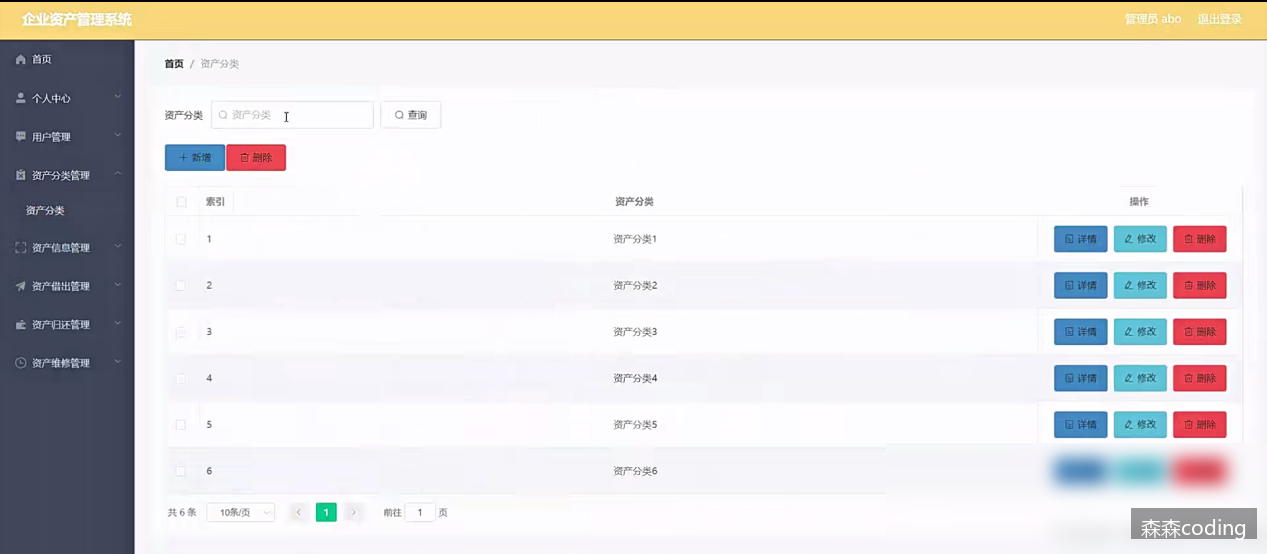 企业资产管理系统
管理员 abo 退出登录
首页
个人中心
用户管理
资产分类管理
资产分类
资产信息管理
资产借出管理
资产归还管理
资产维修管理
首页 / 资产分类
资产分类 资产分类 查询
新增 删除
索引 资产分类 操作
1 资产分类1 详情 修改 删除
2 资产分类2 详情 修改 删除
3 资产分类3 详情 修改 删除
4 资产分类4 详情 修改 删除
5 资产分类5 详情 修改 删除
6 资产分类6
共 6 条 10条/页 1 前往 1 页
森森coding